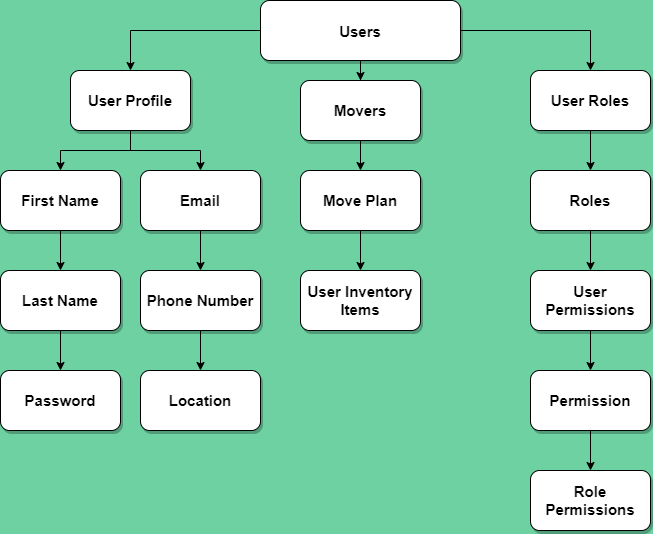 Users
User Profile
Movers
User Roles
First Name
Email
Move Plan
Roles
Last Name
Phone Number
User Inventory
Items
User
Permissions
Password
Location
Permission
Role
Permissions